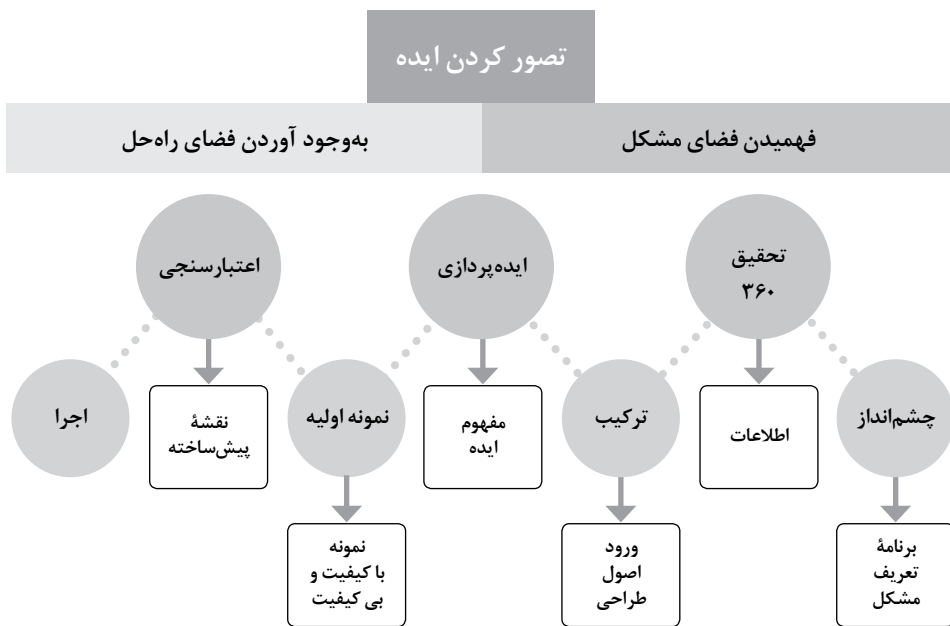 تصور کردن ایده
فهمیدن فضای مشکل
به‌وجود آوردن فضای راه‌حل
تحقیق
۳۶۰
ایده‌پردازی
اعتبارسنجی
چشم‌انداز
اطلاعات
ترکیب
مفهوم
ایده
نمونه اولیه
نقشهٔ
پیش‌ساخته
اجرا
برنامهٔ
تعریف
مشکل
ورود
اصول
طراحی
نمونه
با کیفیت و
بی کیفیت